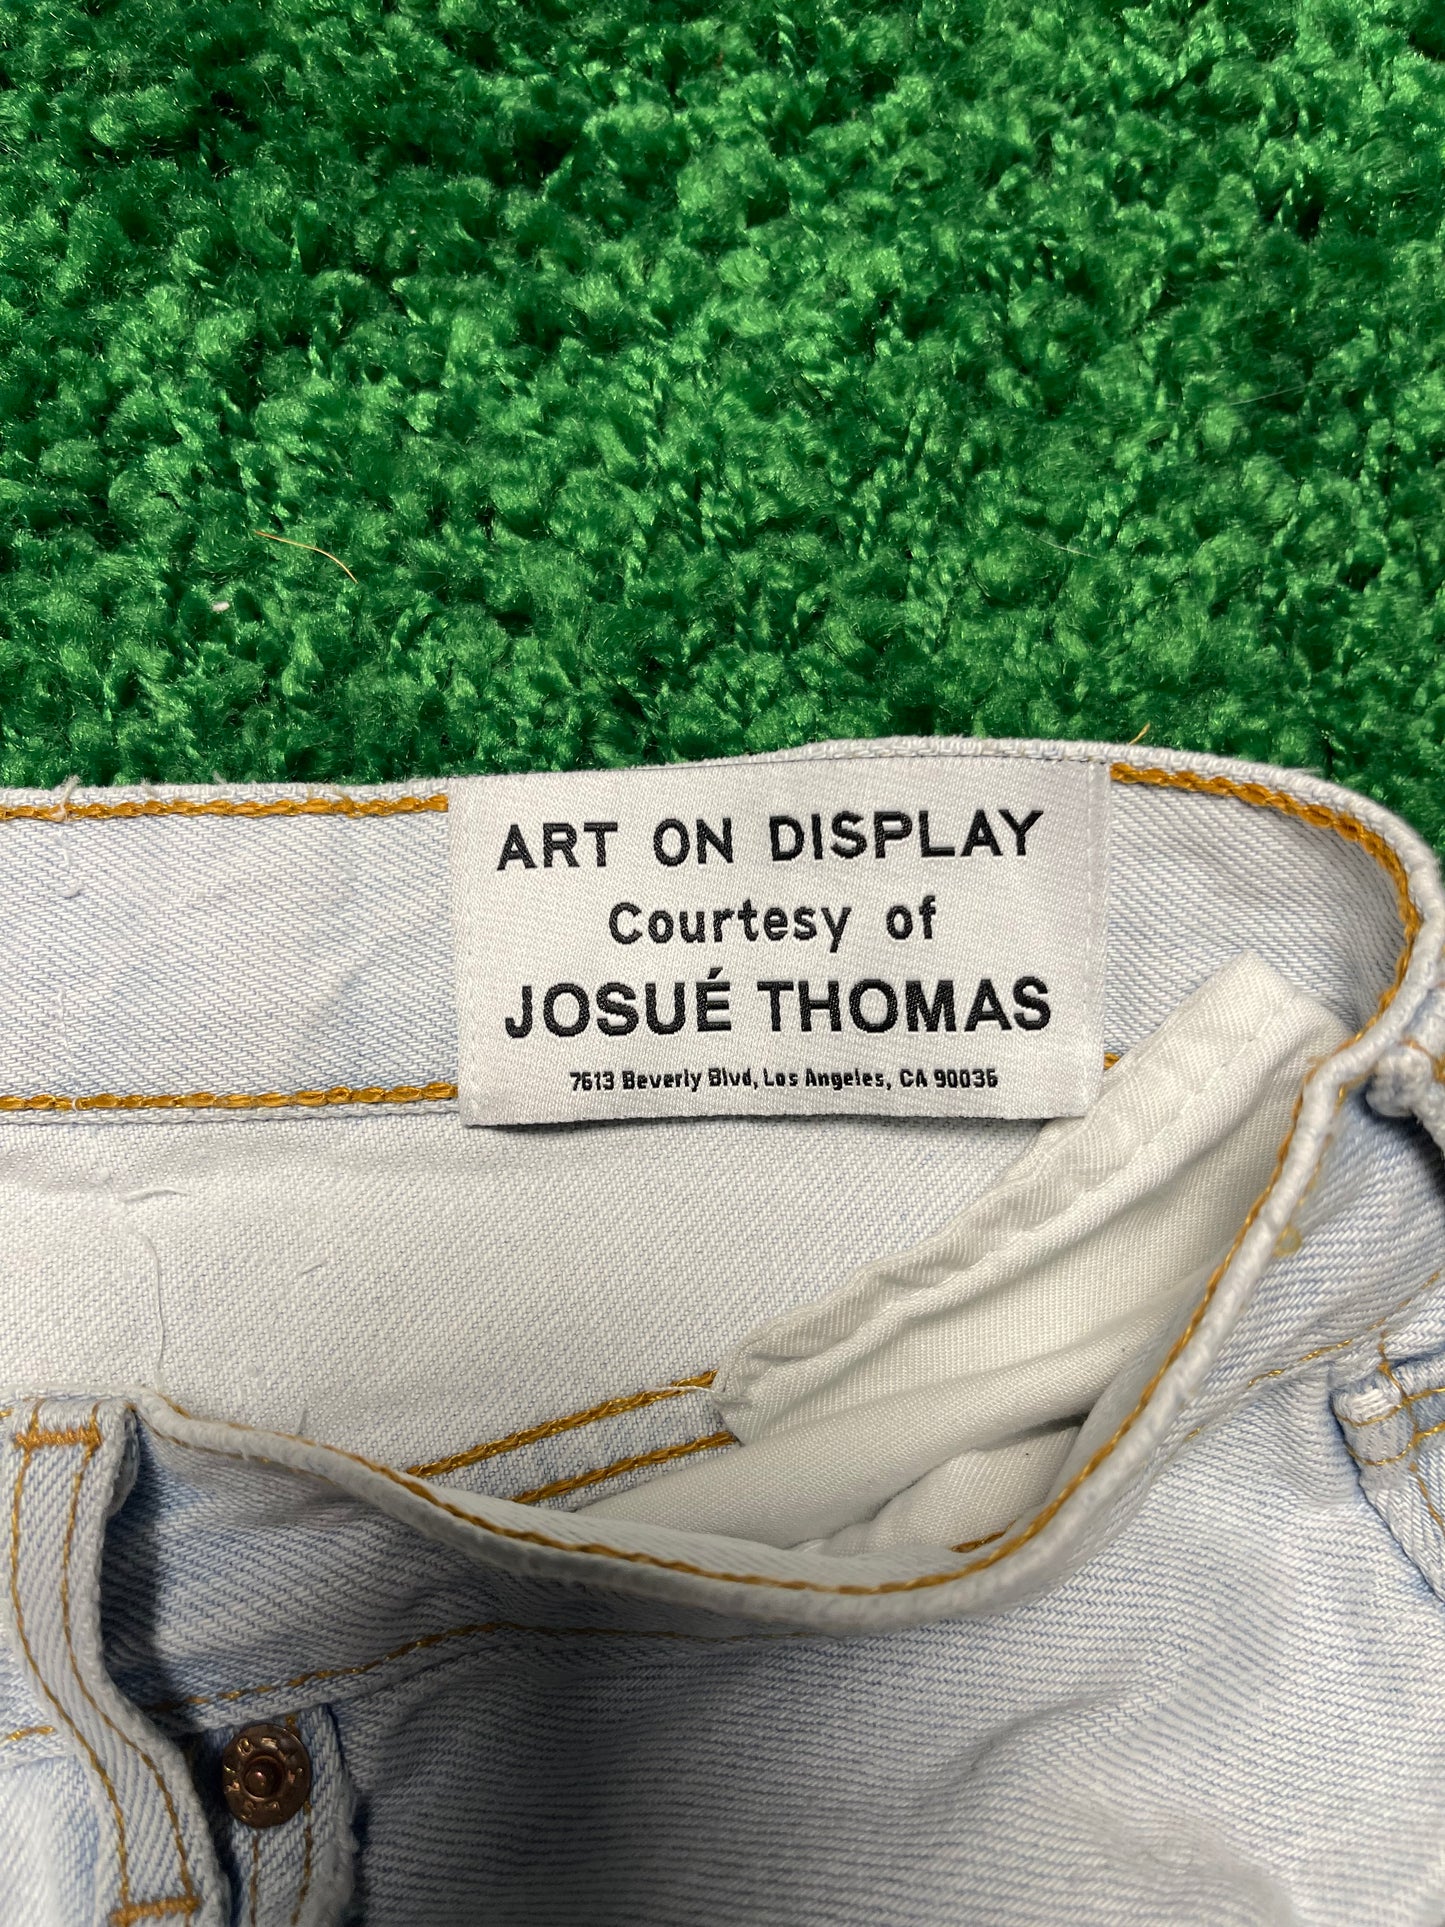 ART ON DISPLAY
Courtesy of
JOSUÉ THOMAS
7613 Beverly Blvd, Los Angeles, CA 90036